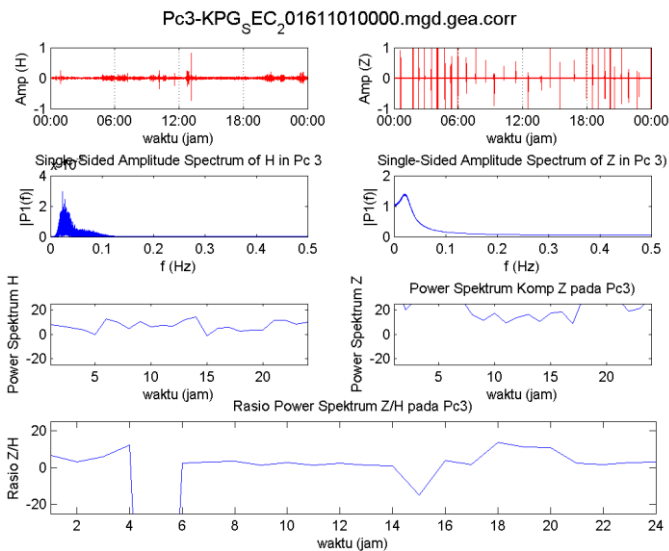 Pc3-KPG_SEC_201611010000.mgd.gea.corr
Amp (H)
1
0
-1
00:00 06:00 12:00 18:00 00:00
waktu (jam)
Amp (Z)
1
0
-1
00:00 06:00 12:00 18:00 00:00
waktu (jam)
Single-Sided Amplitude Spectrum of H in Pc 3
|P1(f)|
4
2
0
0 0.1 0.2 0.3 0.4 0.5
f (Hz)
Single-Sided Amplitude Spectrum of Z in Pc 3
|P1(f)|
2
1
0
0 0.1 0.2 0.3 0.4 0.5
f (Hz)
Power Spektrum H
20
0
-20
5 10 15 20
waktu (jam)
Power Spektrum Komp Z pada Pc3)
Power Spektrum Z
20
0
-20
5 10 15 20
waktu (jam)
Rasio Power Spektrum Z/H pada Pc3)
Rasio Z/H
20
0
-20
2 4 6 8 10 12 14 16 18 20 22 24
waktu (jam)